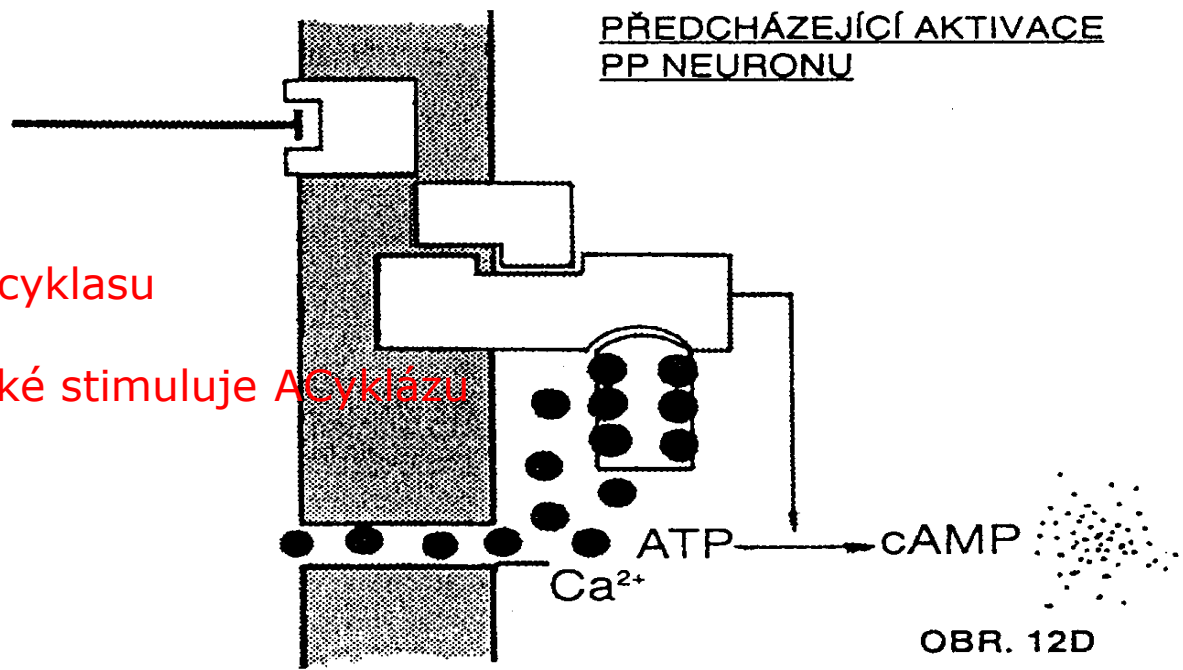 PŘEDCHÁZEJÍCÍ AKTIVACE
PP NEURONU
cyklasu
ké stimuluje ACyklázu
ATP
cAMP
Ca²⁺
OBR. 12D